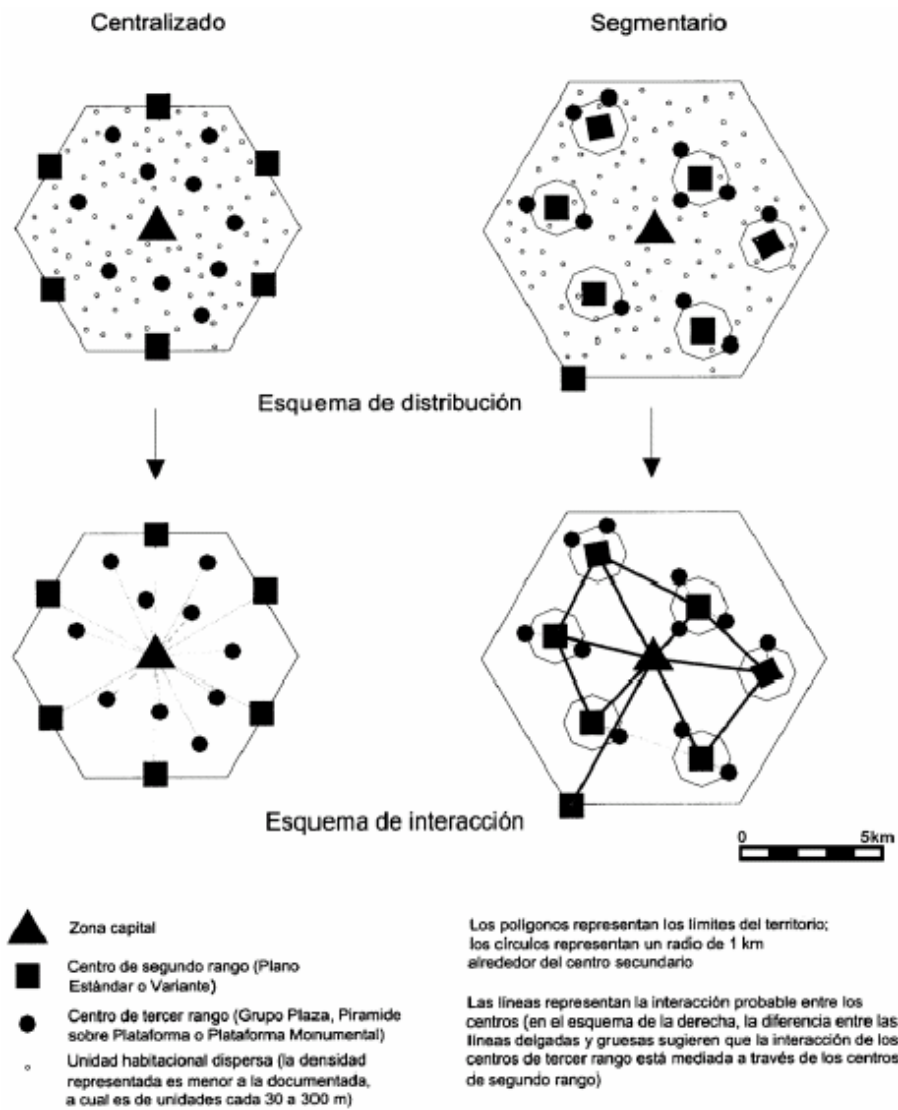 Centralizado
Segmentario
Esquema de distribución
Esquema de interacción
0 5km
Zona capital
Centro de segundo rango (Plano
Estándar o Variante)
Centro de tercer rango (Grupo Plaza, Piramide
sobre Plataforma o Plataforma Monumental)
Unidad habitacional dispersa (la densidad
representada es menor a la documentada,
a cual es de unidades cada 30 a 300 m)
Los polígonos representan los límites del territorio;
los círculos representan un radio de 1 km
alrededor del centro secundario
Las líneas representan la interacción probable entre los
centros (en el esquema de la derecha, la diferencia entre las
líneas delgadas y gruesas sugieren que la interacción de los
centros de tercer rango está mediada a través de los centros
de segundo rango)